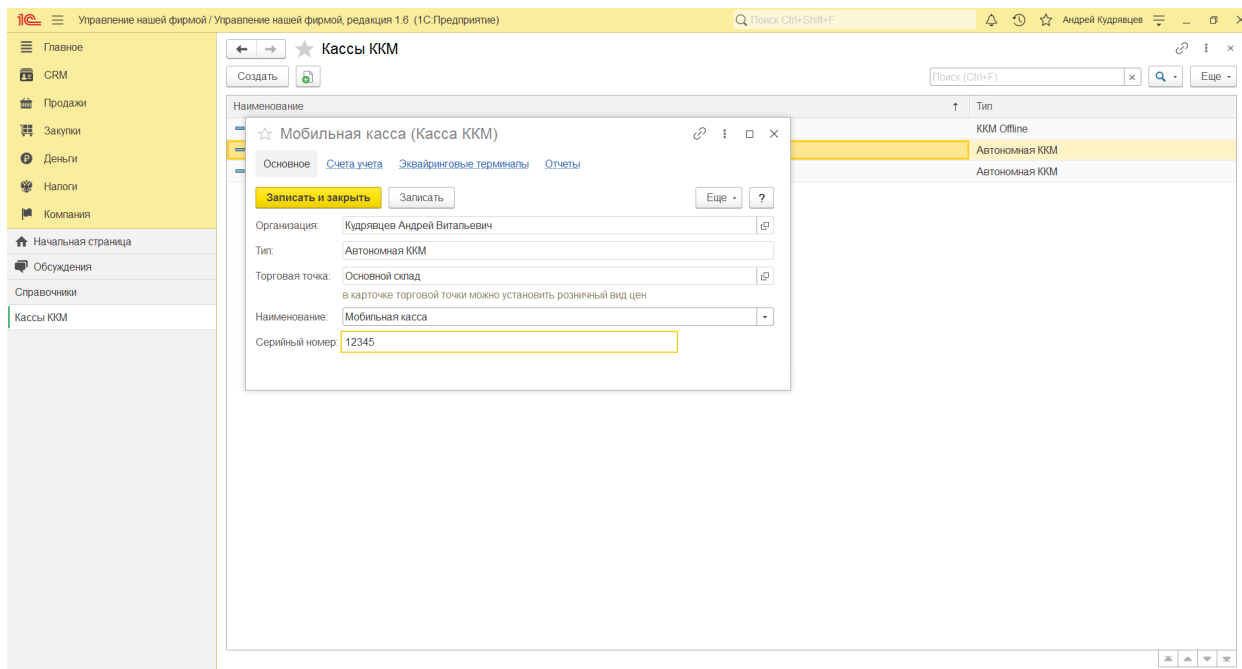 1С Управление нашей фирмой / Управление нашей фирмой, редакция 1.6 (1С:Предприятие) Поиск Ctrl+Shift+F Андрей Кудрявцев
Главное
CRM
Продажи
Закупки
Деньги
Налоги
Компания
Начальная страница
Обсуждения
Справочники
Кассы ККМ
Кассы ККМ
Создать Поиск (Ctrl+F) × Еще
Наименование ↑ Тип
ККМ Offline
Автономная ККМ
Автономная ККМ
Мобильная касса (Касса ККМ)
Основное Счета учета Эквайринговые терминалы Отчеты
Записать и закрыть Записать Еще ?
Организация: Кудрявцев Андрей Витальевич
Тип: Автономная ККМ
Торговая точка: Основной склад
в карточке торговой точки можно установить розничный вид цен
Наименование: Мобильная касса
Серийный номер: 12345